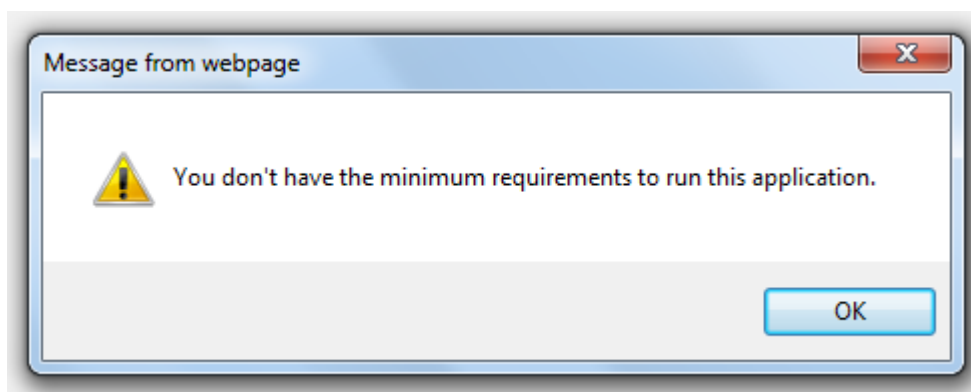 Message from webpage
You don't have the minimum requirements to run this application.
OK